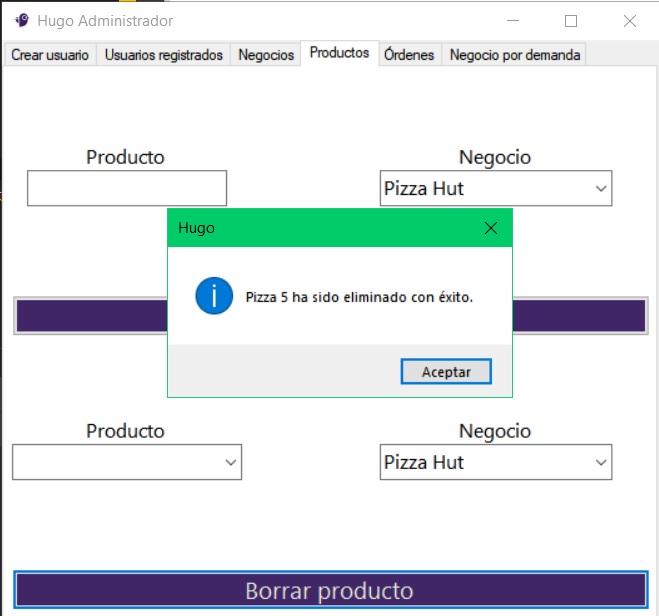 Hugo Administrador
Crear usuario Usuarios registrados Negocios Productos Órdenes Negocio por demanda
Producto Negocio
Pizza Hut
Hugo
Pizza 5 ha sido eliminado con éxito.
Aceptar
Producto Negocio
Pizza Hut
Borrar producto